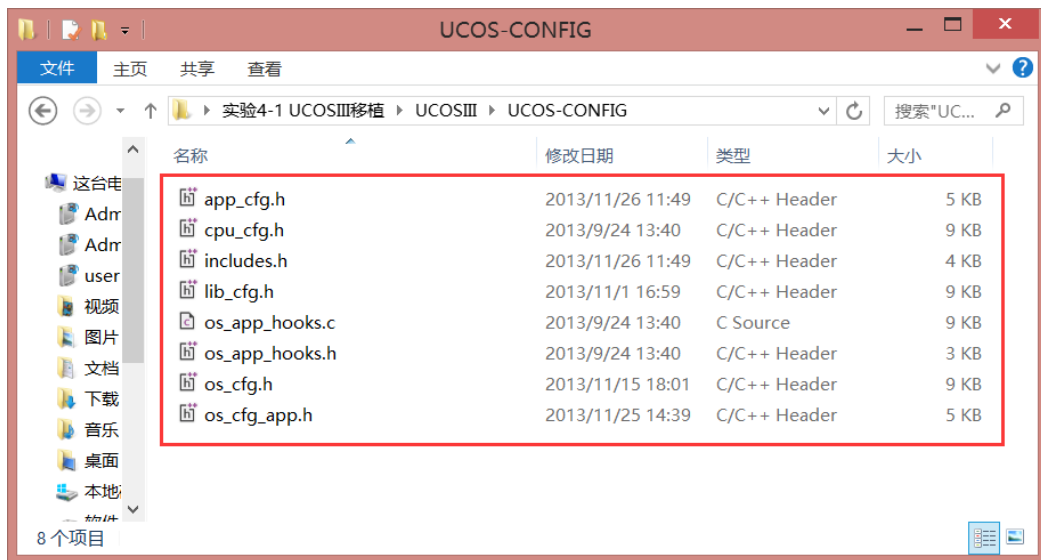 UCOS-CONFIG
文件 主页 共享 查看
实验4-1 UCOSIII移植 UCOSIII UCOS-CONFIG 搜索"UC...
名称 修改日期 类型 大小
这台电
Adm
Adm
user
视频
图片
文档
下载
音乐
桌面
本地
app_cfg.h 2013/11/26 11:49 C/C++ Header 5 KB
cpu_cfg.h 2013/9/24 13:40 C/C++ Header 9 KB
includes.h 2013/11/26 11:49 C/C++ Header 4 KB
lib_cfg.h 2013/11/1 16:59 C/C++ Header 9 KB
os_app_hooks.c 2013/9/24 13:40 C Source 9 KB
os_app_hooks.h 2013/9/24 13:40 C/C++ Header 3 KB
os_cfg.h 2013/11/15 18:01 C/C++ Header 9 KB
os_cfg_app.h 2013/11/25 14:39 C/C++ Header 5 KB
8 个项目